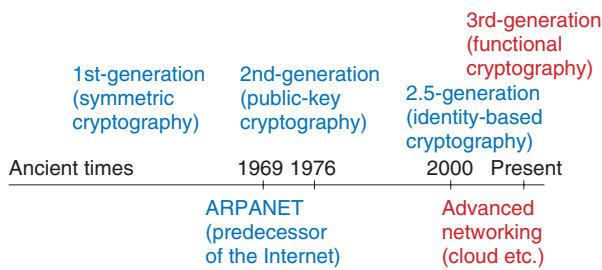 3rd-generation
(functional
cryptography)
1st-generation
(symmetric
cryptography)
2nd-generation
(public-key
cryptography)
2.5-generation
(identity-based
cryptography)
Ancient times 1969 1976 2000 Present
ARPANET
(predecessor
of the Internet)
Advanced
networking
(cloud etc.)